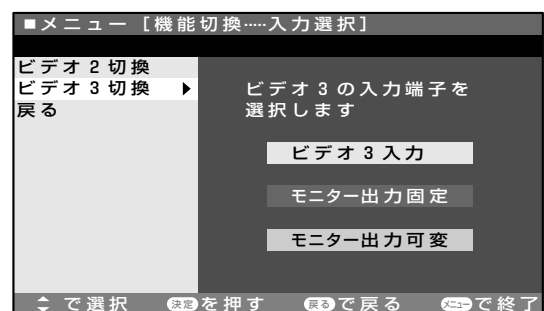 ■メニュー [機能切換……入力選択]
ビデオ2切換
ビデオ3切換 ▶
戻る
ビデオ3の入力端子を
選択します
ビデオ3入力
モニター出力固定
モニター出力可変
で選択 決定を押す 戻るで戻る メニューで終了